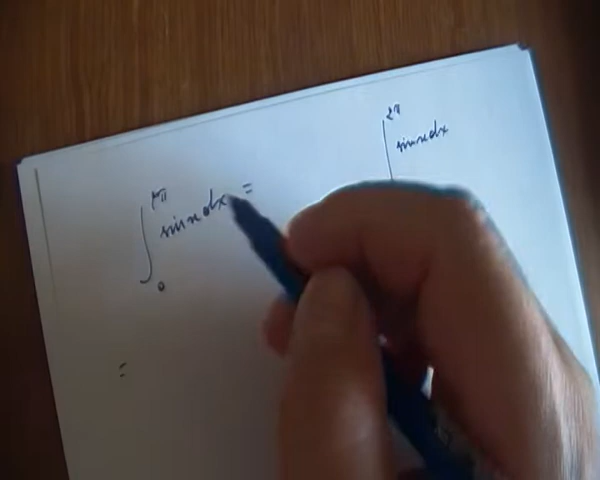 ∫₀^π sin x dx =
∫^2π sin x dx
=